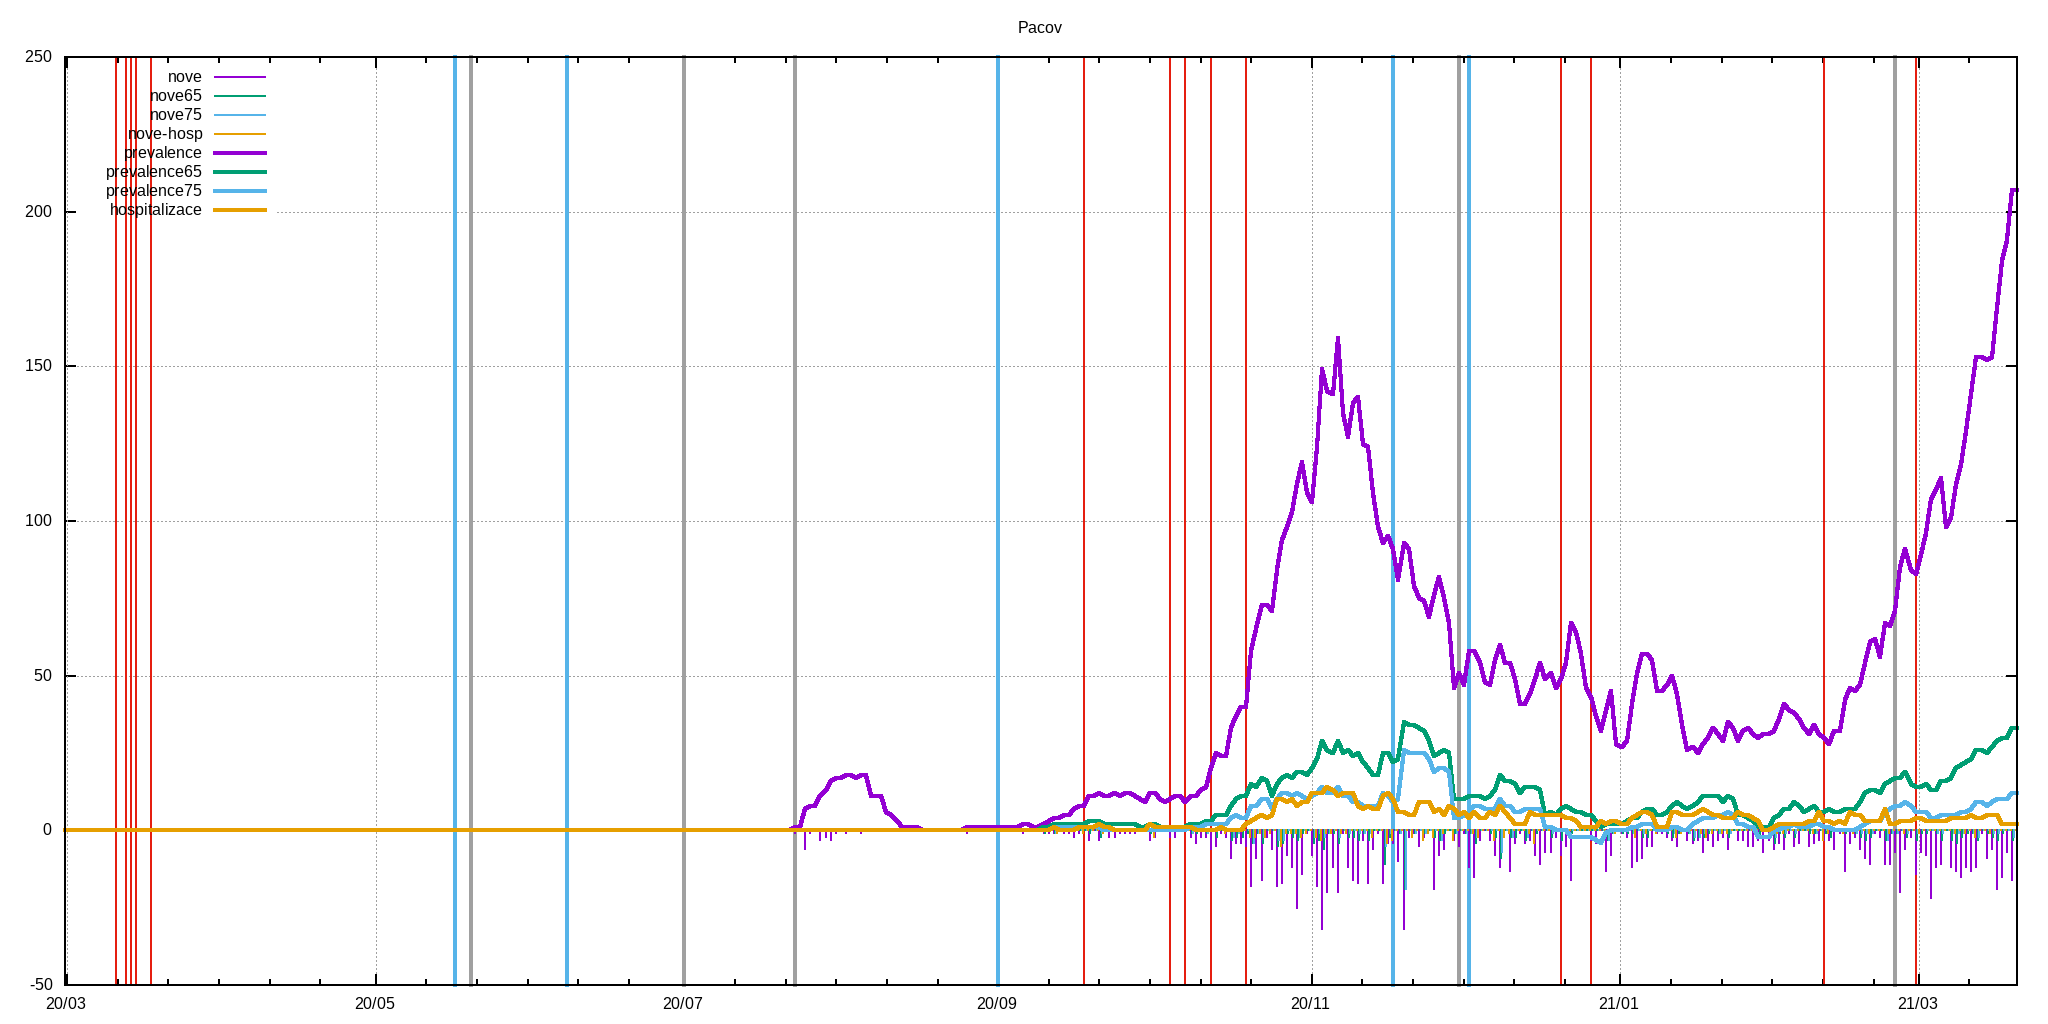 Pacov
250
200
150
100
50
0
-50
nove
nove65
nove75
nove-hosp
prevalence
prevalence65
prevalence75
hospitalizace
20/03
20/05
20/07
20/09
20/11
21/01
21/03